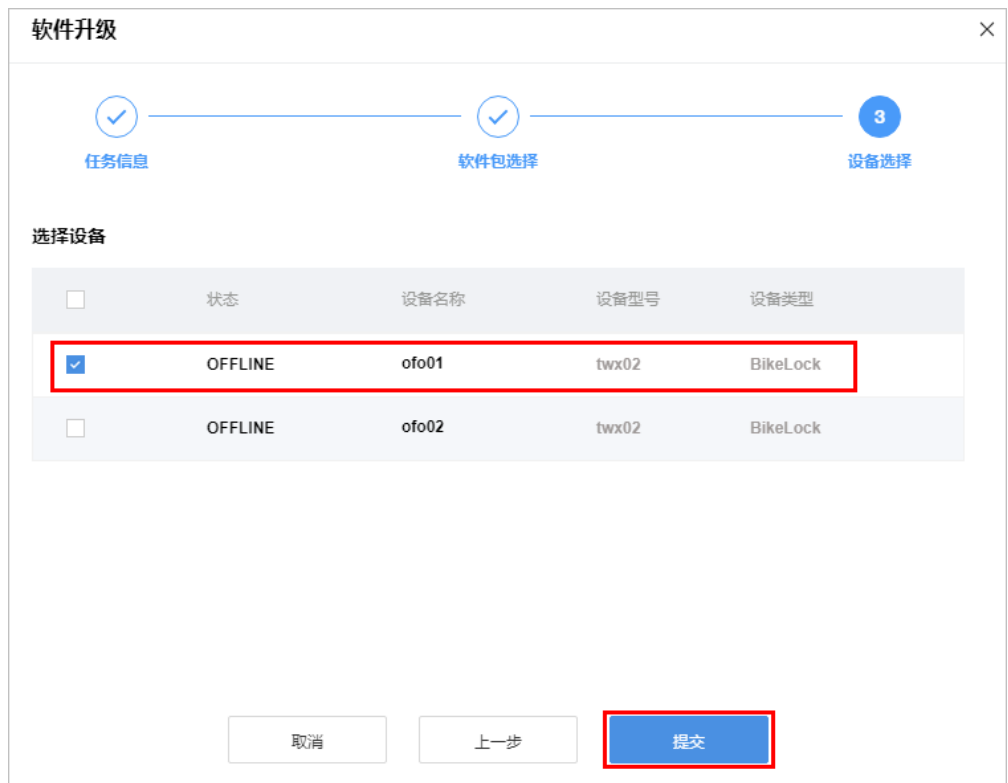 软件升级
3
任务信息 软件包选择 设备选择
选择设备
状态 设备名称 设备型号 设备类型
OFFLINE ofo01 twx02 BikeLock
OFFLINE ofo02 twx02 BikeLock
取消 上一步 提交